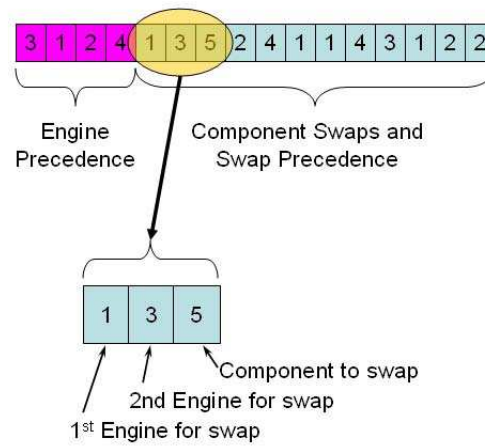 3 1 2 4 1 3 5 2 4 1 1 4 3 1 2 2
Engine
Precedence
Component Swaps and
Swap Precedence
1 3 5
Component to swap
2nd Engine for swap
1st Engine for swap